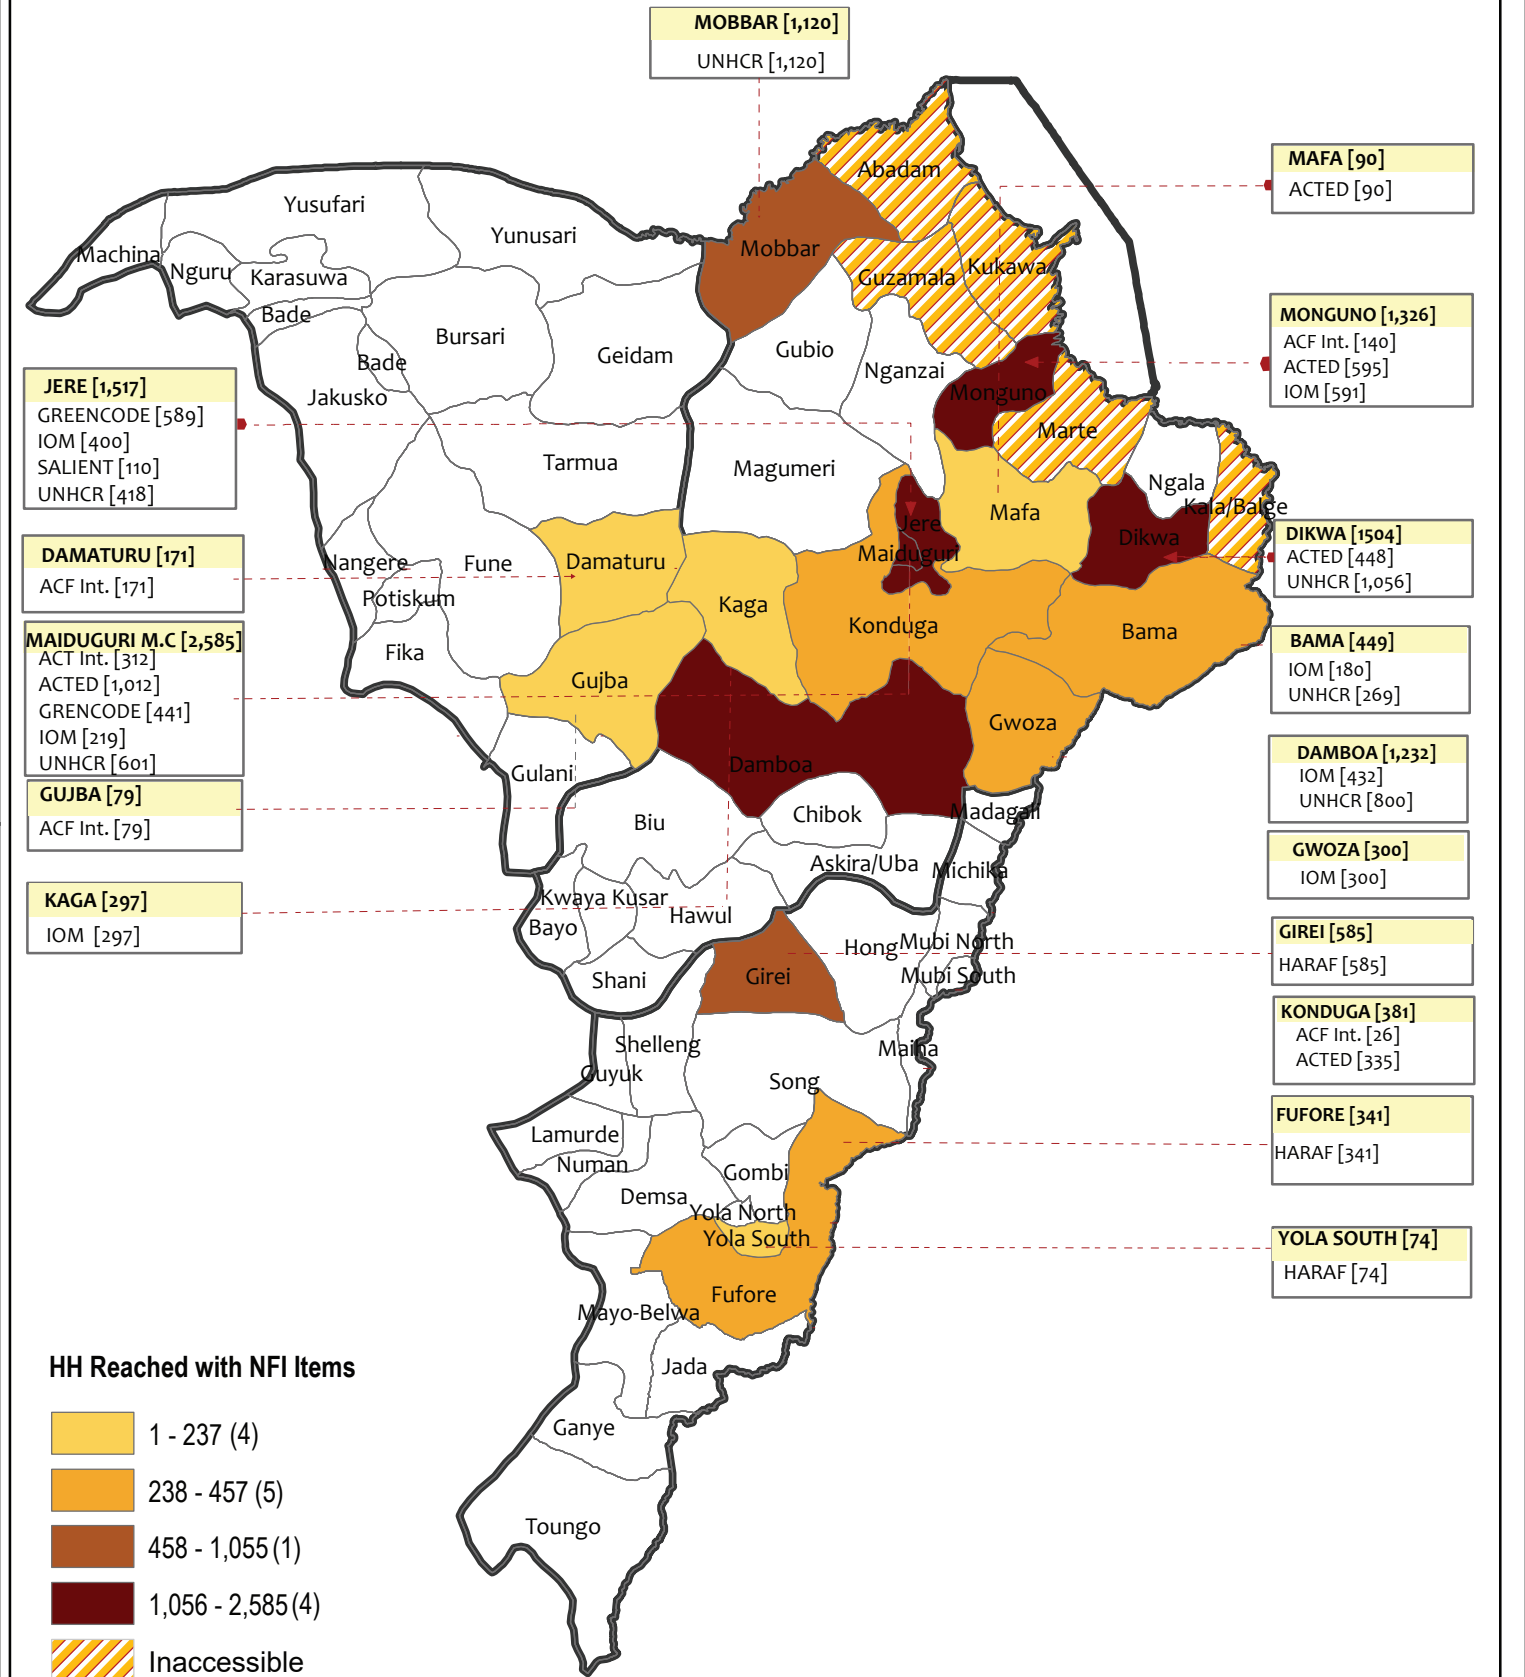 MOBBAR [1,120]
UNHCR [1,120]
MAFA [90]
ACTED [90]
MONGUNO [1,326]
ACF Int. [140]
ACTED [595]
IOM [591]
JERE [1,517]
GREENCODE [589]
IOM [400]
SALIENT [110]
UNHCR [418]
DAMATURU [171]
ACF Int. [171]
DIKWA [1504]
ACTED [448]
UNHCR [1,056]
MAIDUGURI M.C [2,585]
ACT Int. [312]
ACTED [1,012]
GRENCODE [441]
IOM [219]
UNHCR [601]
BAMA [449]
IOM [180]
UNHCR [269]
DAMBOA [1,232]
IOM [432]
UNHCR [800]
GUJBA [79]
ACF Int. [79]
GWOZA [300]
IOM [300]
KAGA [297]
IOM [297]
GIREI [585]
HARAF [585]
KONDUGA [381]
ACF Int. [26]
ACTED [335]
FUFORE [341]
HARAF [341]
YOLA SOUTH [74]
HARAF [74]
Abadam
Yusufari
Yunusari
Machina
Nguru
Karasuwa
Mobbar
Guzamala
Kukawa
Bade
Bursari
Geidam
Gubio
Nganzai
Bade
Jakusko
Monguno
Marte
Tarmua
Magumeri
Ngala
Kala/Balge
Mafa
Jere
Dikwa
Maiduguri
Nangere
Fune
Damaturu
Potiskum
Kaga
Konduga
Bama
Fika
Gujba
Gwoza
Gulani
Damboa
Biu
Chibok
Madagali
Askira/Uba
Michika
Kwaya Kusar
Bayo
Hawul
Hong
Mubi North
Mubi South
Shani
Girei
Shelleng
Guyuk
Maiha
Song
Lamurde
Numan
Gombi
Demsa
Yola North
Yola South
Fufore
Mayo-Belwa
Jada
Ganye
Toungo
HH Reached with NFI Items
1 - 237 (4)
238 - 457 (5)
458 - 1,055 (1)
1,056 - 2,585 (4)
Inaccessible